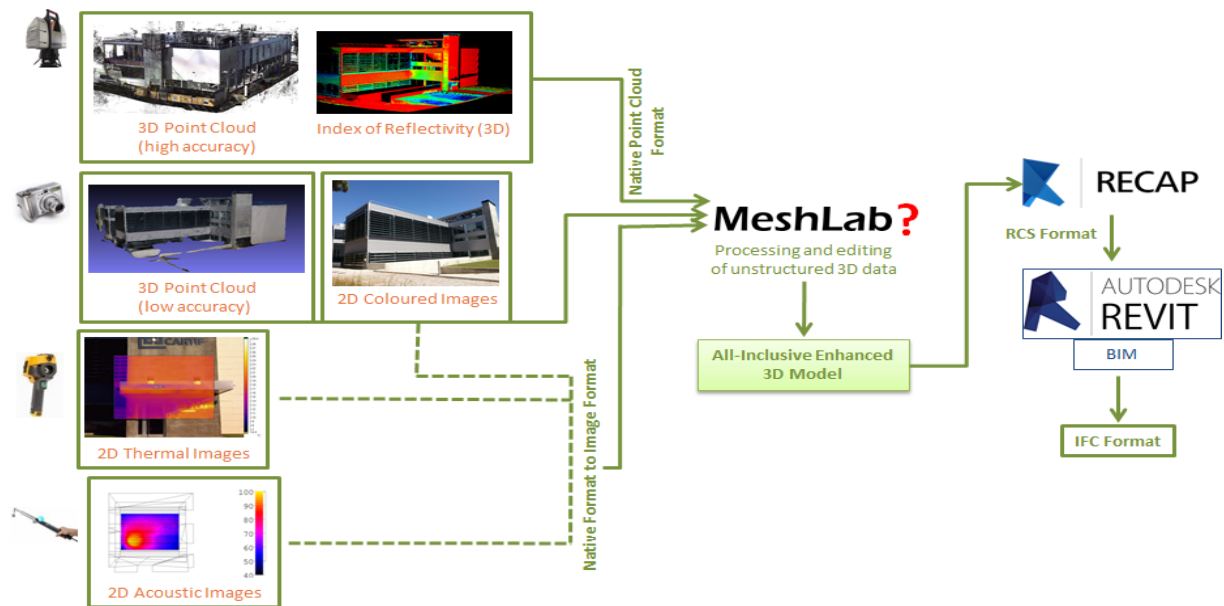 3D Point Cloud
(high accuracy)
Index of Reflectivity (3D)
Native Point Cloud
Format
3D Point Cloud
(low accuracy)
2D Coloured Images
CARTIF
2D Thermal Images
100
90
80
70
60
50
40
2D Acoustic Images
Native Format to Image Format
MeshLab?
Processing and editing
of unstructured 3D data
All-Inclusive Enhanced
3D Model
RECAP
RCS Format
AUTODESK
REVIT
BIM
IFC Format